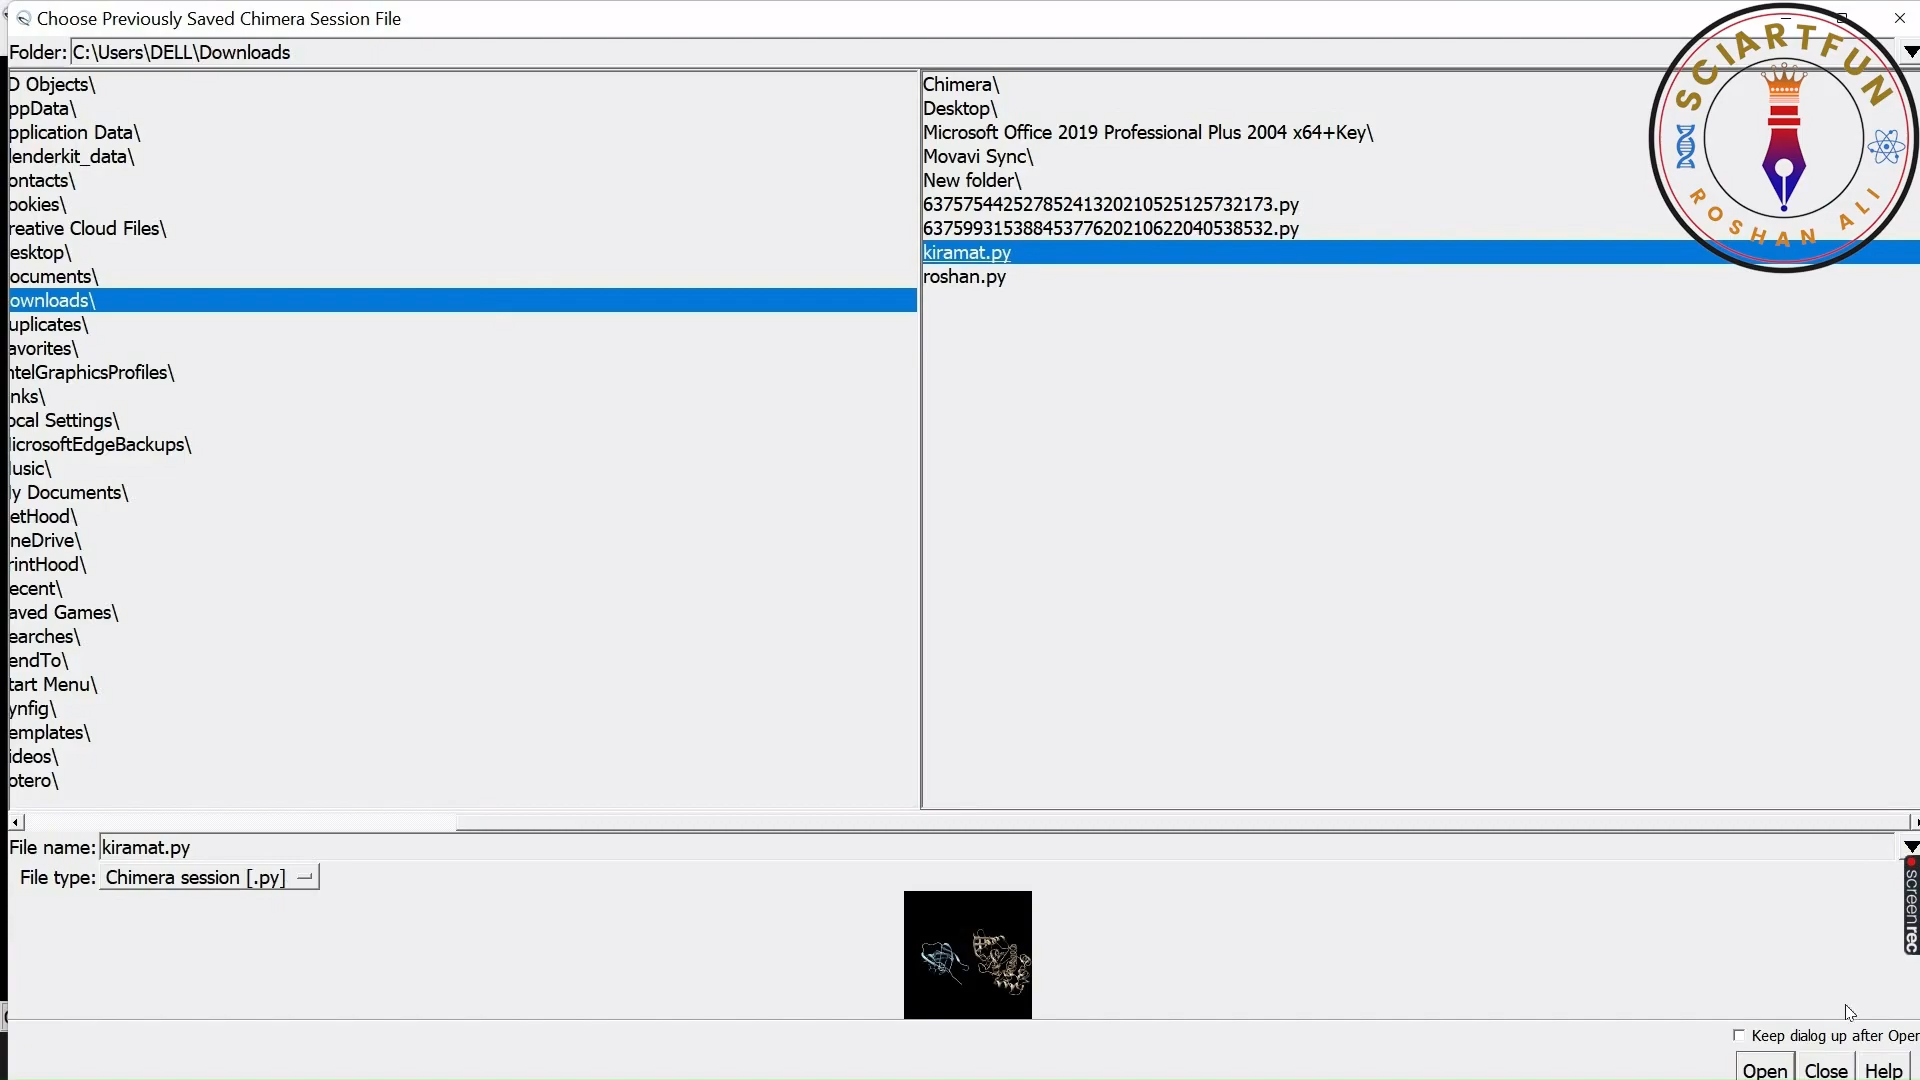 Choose Previously Saved Chimera Session File
Folder: C:\Users\DELL\Downloads
D Objects\
ppData\
pplication Data\
lenderkit_data\
ontacts\
ookies\
reative Cloud Files\
esktop\
ocuments\
ownloads\
uplicates\
avorites\
ntelGraphicsProfiles\
nks\
ocal Settings\
icrosoftEdgeBackups\
usic\
y Documents\
etHood\
neDrive\
rintHood\
ecent\
aved Games\
earches\
endTo\
tart Menu\
ynfig\
emplates\
ideos\
otero\
Chimera\
Desktop\
Microsoft Office 2019 Professional Plus 2004 x64+Key\
Movavi Sync\
New folder\
637575442527852413202105251257321​73.py
637599315388453776202106220405385​32.py
kiramat.py
roshan.py
SCIARTFUN
ROSHAN ALI
File name: kiramat.py
File type: Chimera session [.py]
screenrec
Keep dialog up after Open
Open Close Help